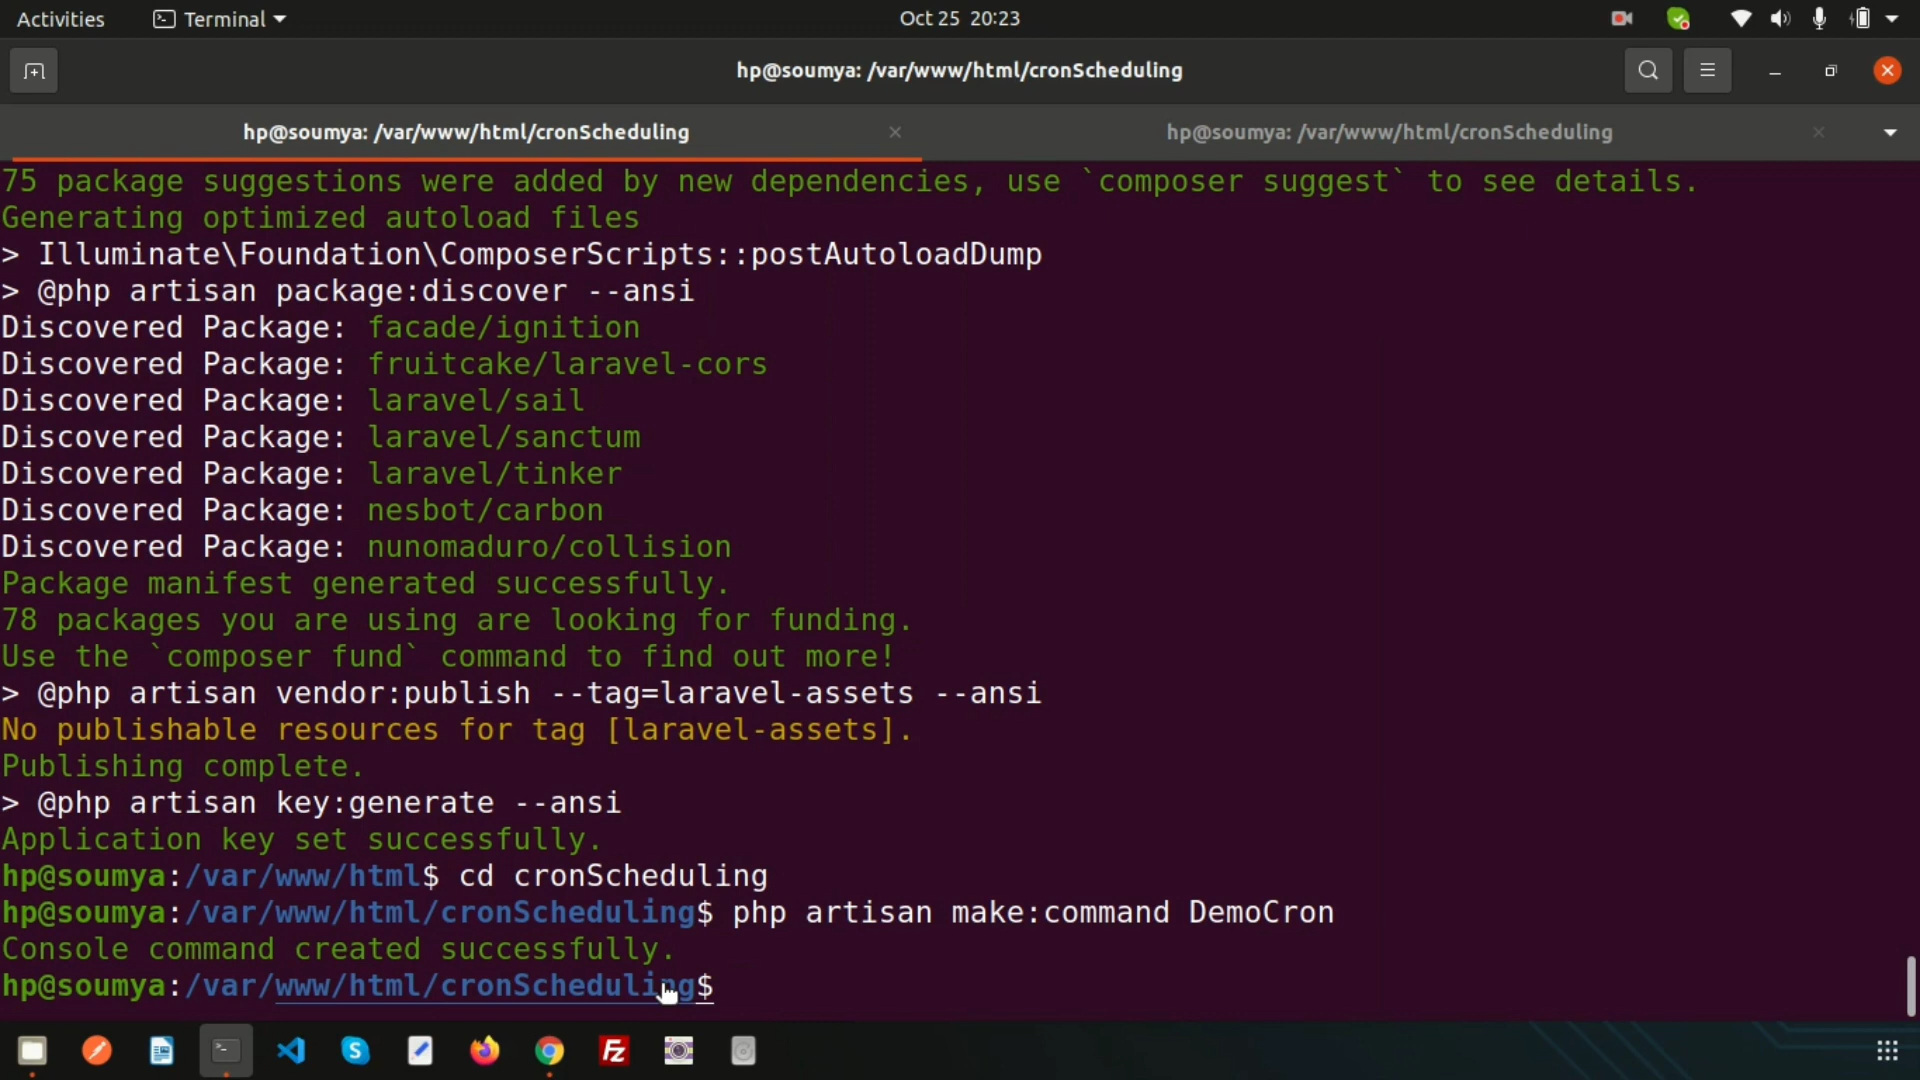 Activities Terminal Oct 25 20:23
hp@soumya: /var/www/html/cronScheduling
hp@soumya: /var/www/html/cronScheduling hp@soumya: /var/www/html/cronScheduling
75 package suggestions were added by new dependencies, use `composer suggest` to see details.
Generating optimized autoload files
> Illuminate\Foundation\ComposerScripts::postAutoloadDump
> @php artisan package:discover --ansi
Discovered Package: facade/ignition
Discovered Package: fruitcake/laravel-cors
Discovered Package: laravel/sail
Discovered Package: laravel/sanctum
Discovered Package: laravel/tinker
Discovered Package: nesbot/carbon
Discovered Package: nunomaduro/collision
Package manifest generated successfully.
78 packages you are using are looking for funding.
Use the `composer fund` command to find out more!
> @php artisan vendor:publish --tag=laravel-assets --ansi
No publishable resources for tag [laravel-assets].
Publishing complete.
> @php artisan key:generate --ansi
Application key set successfully.
hp@soumya:/var/www/html$ cd cronScheduling
hp@soumya:/var/www/html/cronScheduling$ php artisan make:command DemoCron
Console command created successfully.
hp@soumya:/var/www/html/cronScheduling$